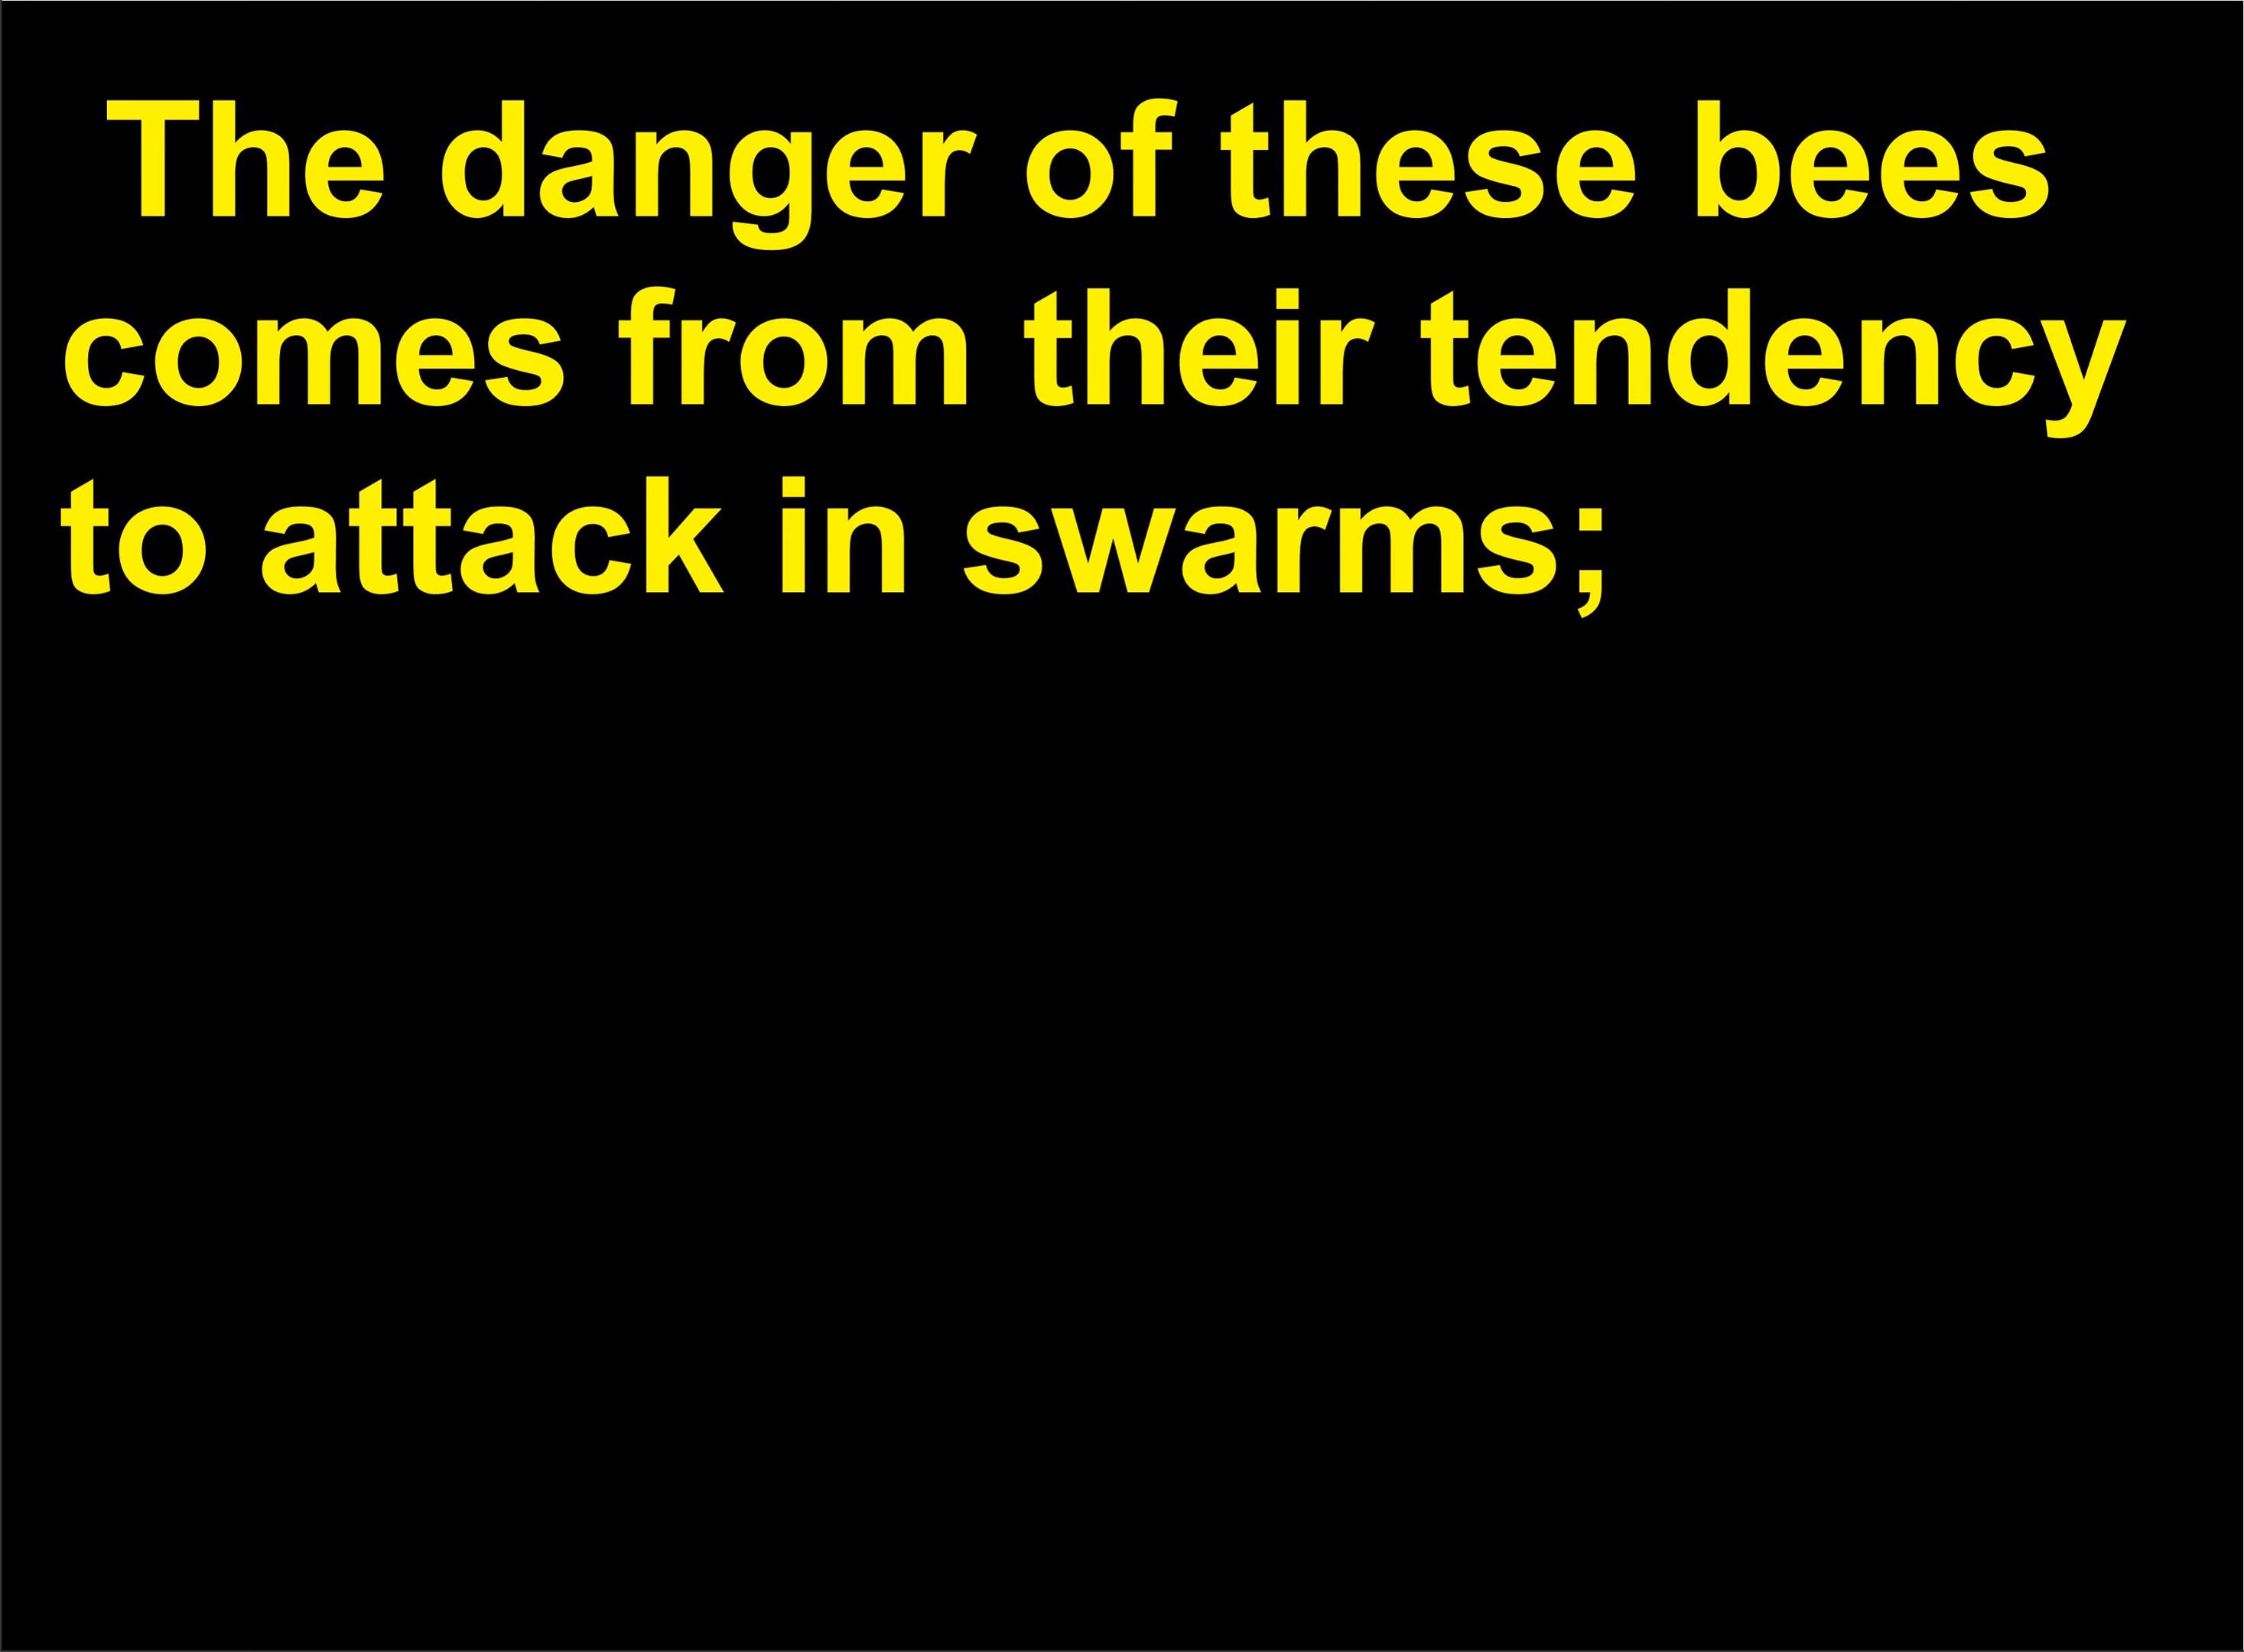 The danger of these bees
comes from their tendency
to attack in swarms;